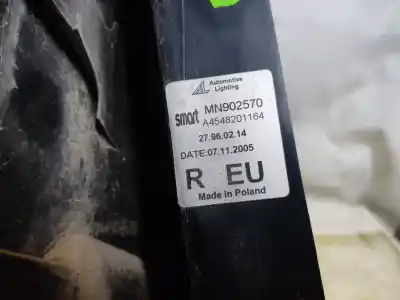 Automotive
Lighting
smart MN902570
A4548201164
27.96.02.14
DATE:07.11.2005
R EU
Made in Poland